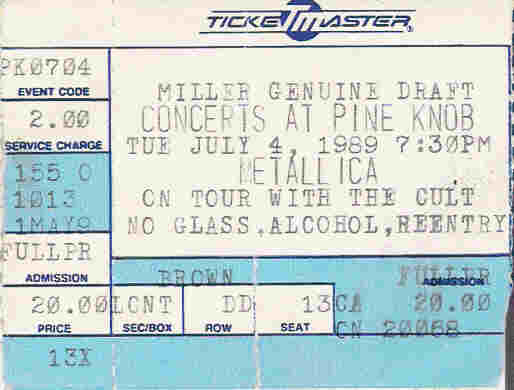 TICKETMASTER®
PK0704
EVENT CODE
2.00
SERVICE CHARGE
155 0
1013
1MAY9
FULLPR
ADMISSION
20.00
PRICE
13X
MILLER GENUINE DRAFT
CONCERTS AT PINE KNOB
TUE JULY 4, 1989 7:30PM
METALLICA
ON TOUR WITH THE CULT
NO GLASS,ALCOHOL,REENTRY
BROWN FULLPR
ADMISSION
LCNT DD 13 CA 20.00
SEC/BOX ROW SEAT
CN 20068